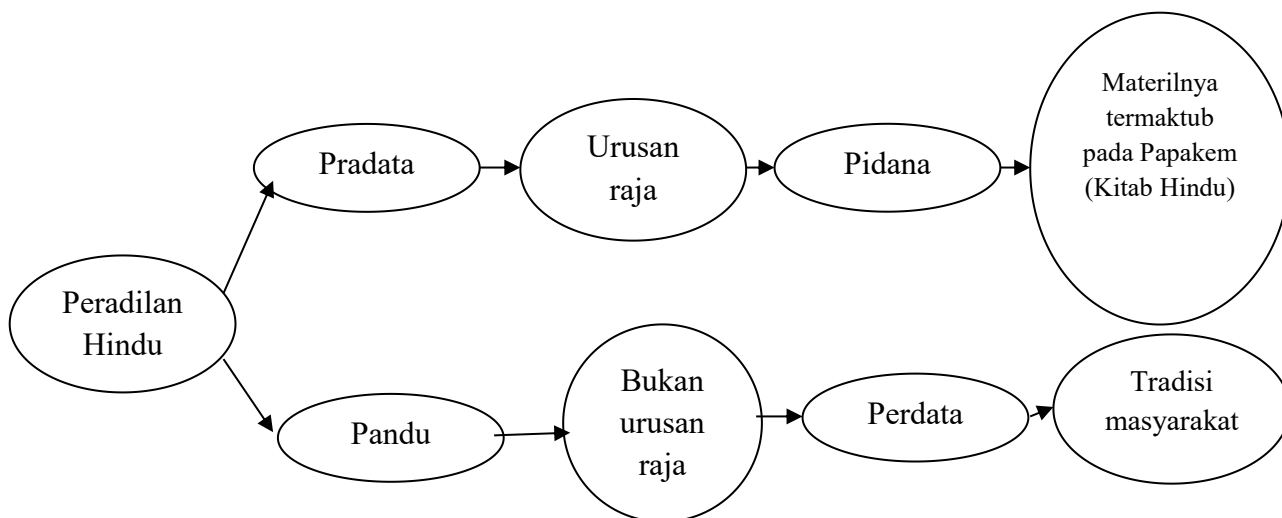 Peradilan
Hindu
Pradata
Urusan
raja
Pidana
Materilnya
termaktub
pada Papakem
(Kitab Hindu)
Pandu
Bukan
urusan
raja
Perdata
Tradisi
masyarakat